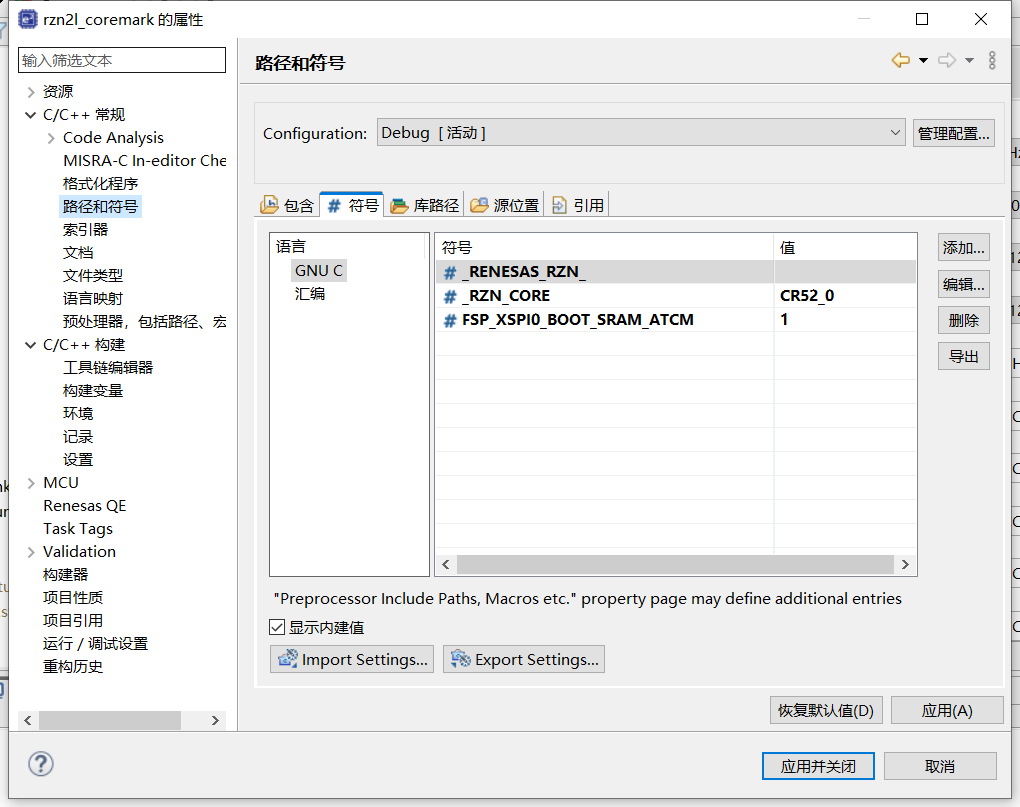 rzn2l_coremark 的属性
输入筛选文本
资源
C/C++ 常规
Code Analysis
MISRA-C In-editor Che
格式化程序
路径和符号
索引器
文档
文件类型
语言映射
预处理器，包括路径、宏
C/C++ 构建
工具链编辑器
构建变量
环境
记录
设置
MCU
Renesas QE
Task Tags
Validation
构建器
项目性质
项目引用
运行 / 调试设置
重构历史
路径和符号
Configuration: Debug [ 活动 ] 管理配置...
包含 # 符号 库路径 源位置 引用
语言
GNU C
汇编
符号 值
# _RENESAS_RZN_
# _RZN_CORE CR52_0
# FSP_XSPI0_BOOT_SRAM_ATCM 1
添加...
编辑...
删除
导出
"Preprocessor Include Paths, Macros etc." property page may define additional entries
显示内建值
Import Settings... Export Settings...
恢复默认值(D) 应用(A)
应用并关闭 取消